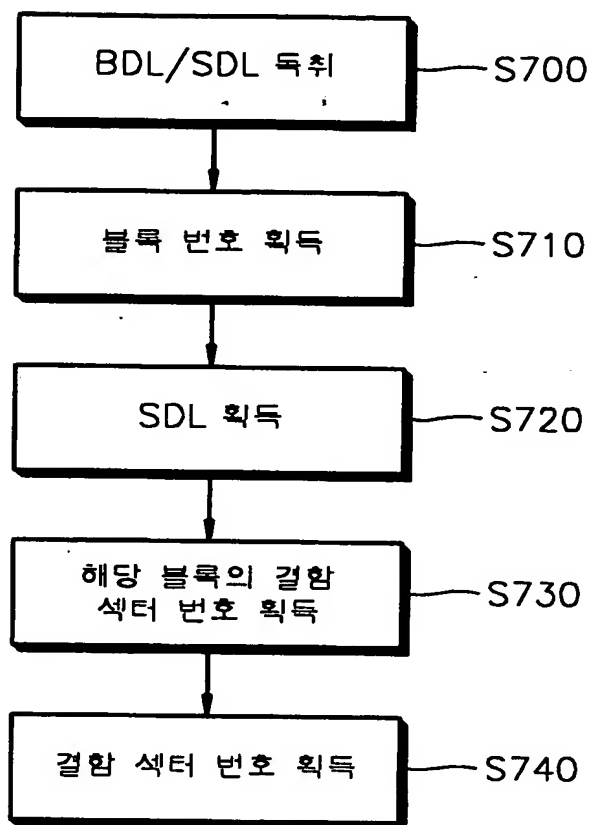 BDL/SDL 독취
S700
블록 번호 획득
S710
SDL 획득
S720
해당 블록의 결함
섹터 번호 획득
S730
결함 섹터 번호 획득
S740